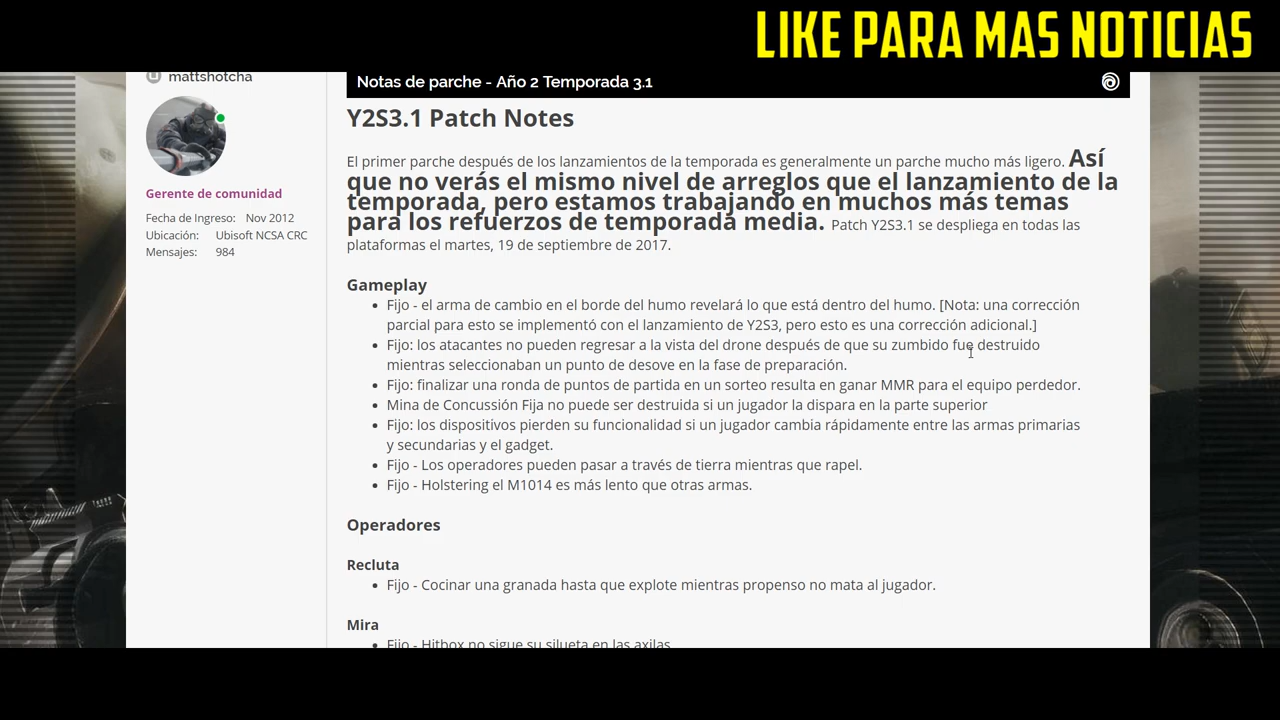 LIKE PARA MAS NOTICIAS
mattshotcha
Notas de parche - Año 2 Temporada 3.1
Gerente de comunidad
Fecha de Ingreso: Nov 2012
Ubicación: Ubisoft NCSA CRC
Mensajes: 984
Y2S3.1 Patch Notes
El primer parche después de los lanzamientos de la temporada es generalmente un parche mucho más ligero. Así
que no verás el mismo nivel de arreglos que el lanzamiento de la
temporada, pero estamos trabajando en muchos más temas
para los refuerzos de temporada media. Patch Y2S3.1 se despliega en todas las
plataformas el martes, 19 de septiembre de 2017.
Gameplay
• Fijo - el arma de cambio en el borde del humo revelará lo que está dentro del humo. [Nota: una corrección
parcial para esto se implementó con el lanzamiento de Y2S3, pero esto es una corrección adicional.]
• Fijo: los atacantes no pueden regresar a la vista del drone después de que su zumbido fue destruido
mientras seleccionaban un punto de desove en la fase de preparación.
• Fijo: finalizar una ronda de puntos de partida en un sorteo resulta en ganar MMR para el equipo perdedor.
• Mina de Concussión Fija no puede ser destruida si un jugador la dispara en la parte superior
• Fijo: los dispositivos pierden su funcionalidad si un jugador cambia rápidamente entre las armas primarias
y secundarias y el gadget.
• Fijo - Los operadores pueden pasar a través de tierra mientras que rapel.
• Fijo - Holstering el M1014 es más lento que otras armas.
Operadores
Recluta
• Fijo - Cocinar una granada hasta que explote mientras propenso no mata al jugador.
Mira
• Fijo - Hitbox no sigue su silueta en las axilas.